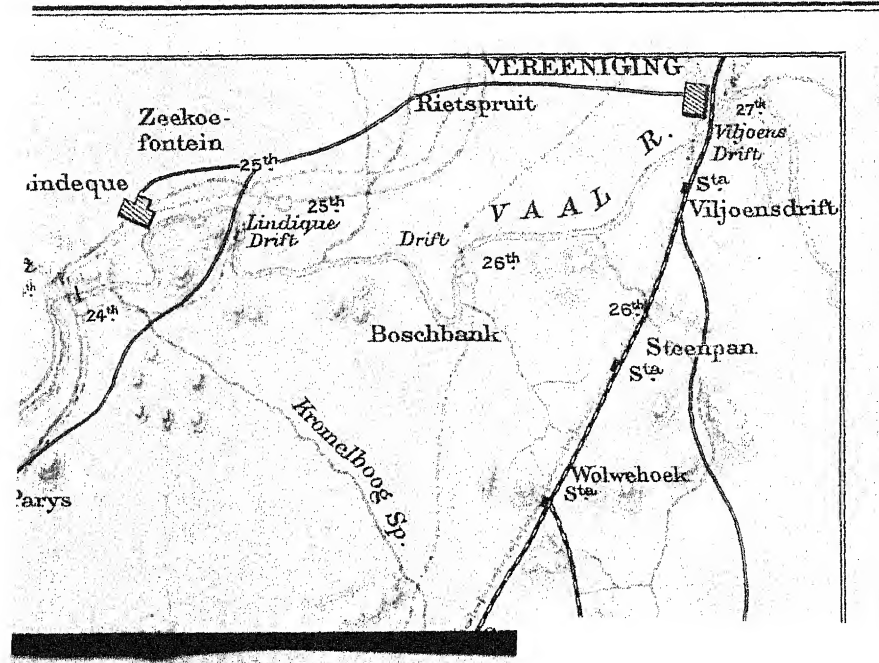 VEREENIGING
Rietspruit
Zeekoe-
fontein
25th
27th
Viljoens
Drift
indeque
Sta
Viljoensdrift
VAAL R.
25th
Lindique
Drift
Drift
26th
24th
26th
Boschbank
Steenpan
Sta
Kromelboog Sp.
Wolwehoek
Sta
Parys